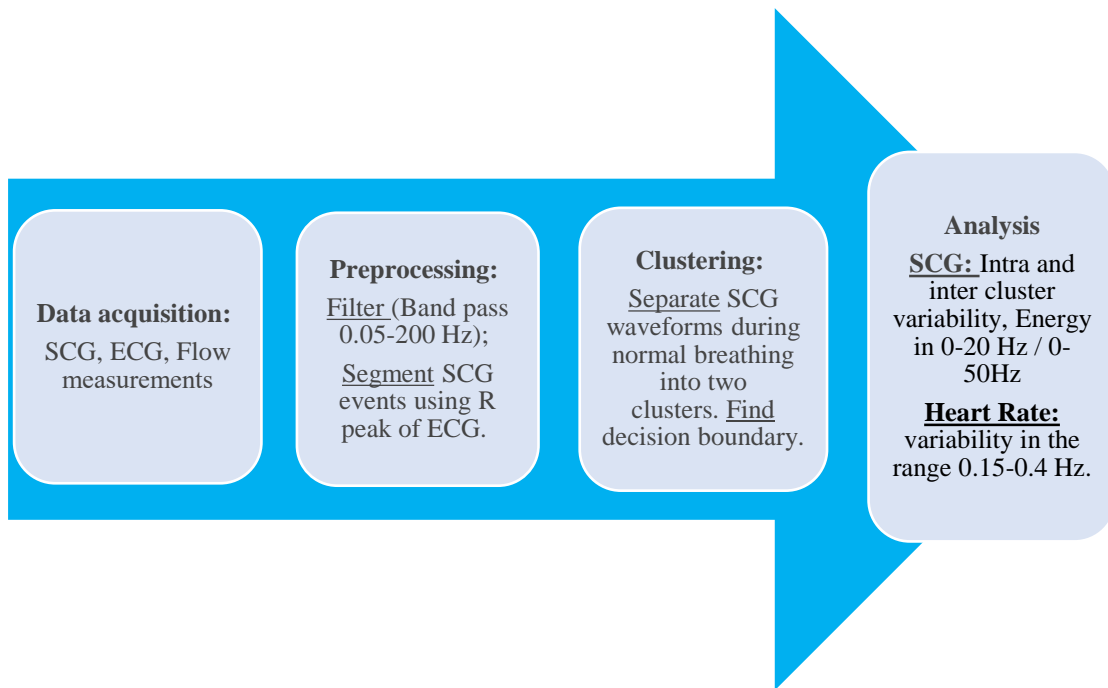 Data acquisition:
SCG, ECG, Flow
measurements
Preprocessing:
Filter (Band pass
0.05-200 Hz);
Segment SCG
events using R
peak of ECG.
Clustering:
Separate SCG
waveforms during
normal breathing
into two
clusters. Find
decision boundary.
Analysis
SCG: Intra and
inter cluster
variability, Energy
in 0-20 Hz / 0-
50Hz
Heart Rate:
variability in the
range 0.15-0.4 Hz.